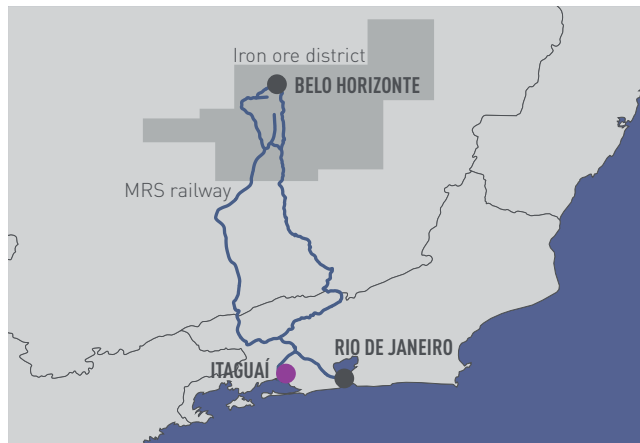 Iron ore district
BELO HORIZONTE
MRS railway
RIO DE JANEIRO
ITAGUAÍ